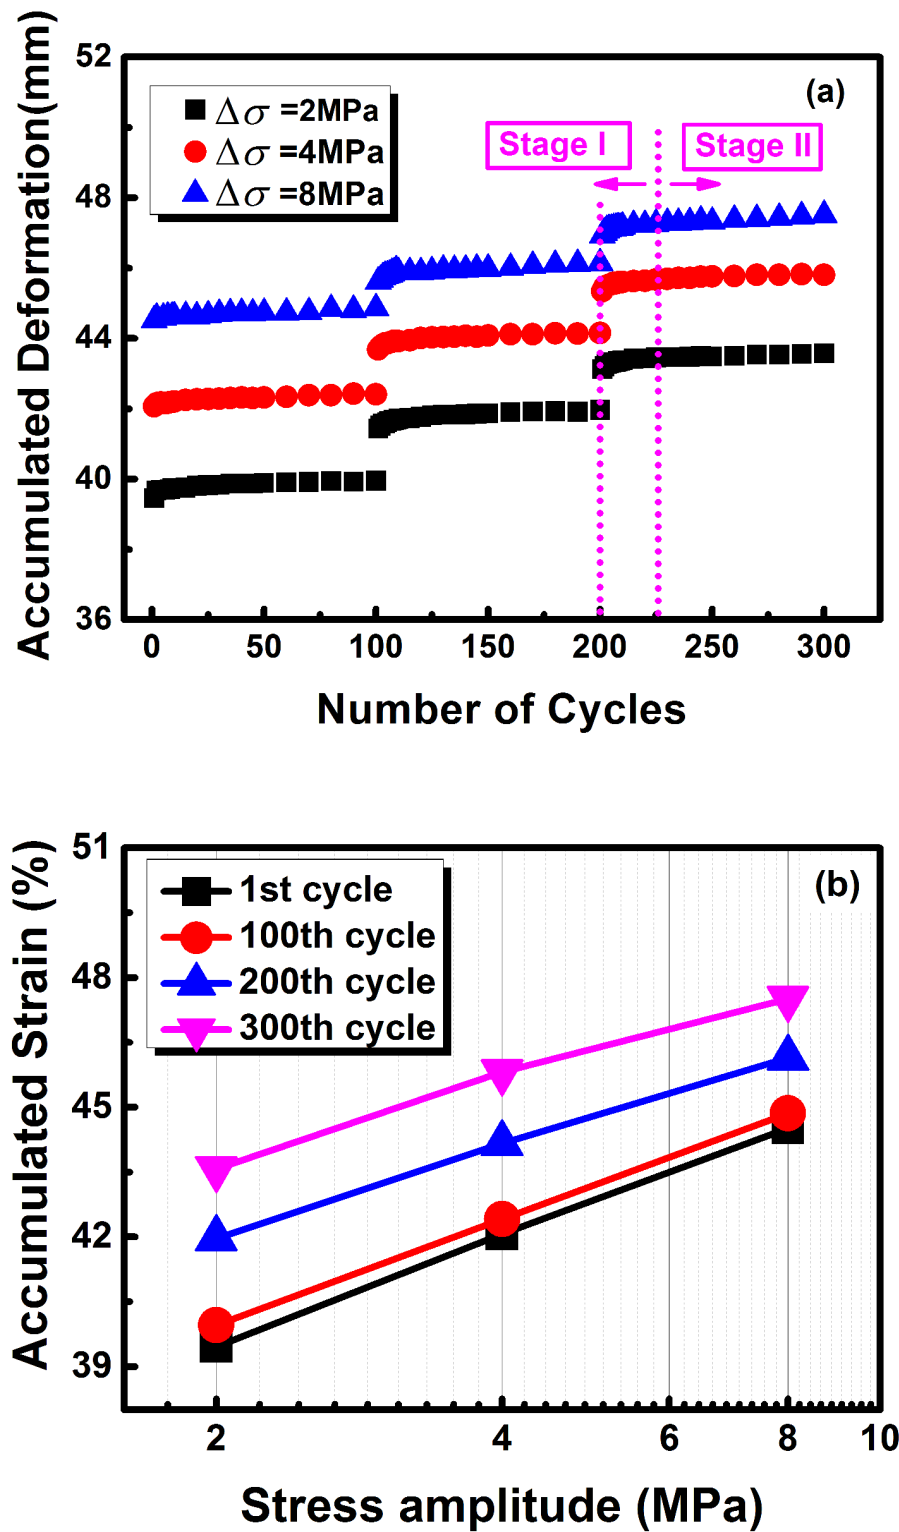 Accumulated Deformation(mm)
52
48
44
40
36
(a)
Δσ =2MPa
Δσ =4MPa
Δσ =8MPa
Stage I
Stage II
0 50 100 150 200 250 300
Number of Cycles
Accumulated Strain (%)
51
48
45
42
39
(b)
1st cycle
100th cycle
200th cycle
300th cycle
2 4 6 8 10
Stress amplitude (MPa)